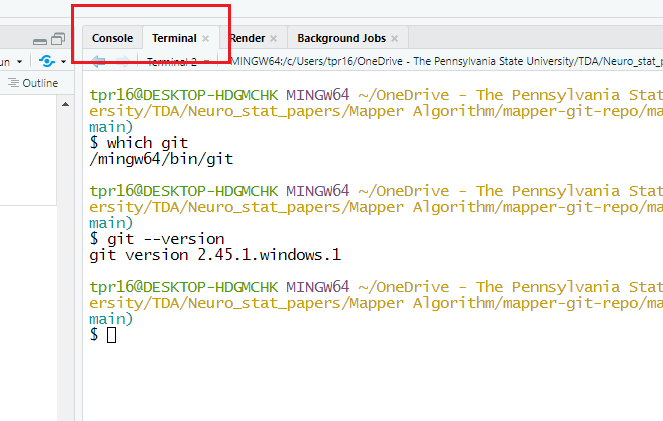 Console Terminal × Render × Background Jobs ×
Terminal 2 MINGW64:/c/Users/tpr16/OneDrive - The Pennsylvania State University/TDA/Neuro_stat_p
Outline
tpr16@DESKTOP-HDGMCHK MINGW64 ~/OneDrive - The Pennsylvania Stat
ersity/TDA/Neuro_stat_papers/Mapper Algorithm/mapper-git-repo/ma
main)
$ which git
/mingw64/bin/git
tpr16@DESKTOP-HDGMCHK MINGW64 ~/OneDrive - The Pennsylvania Stat
ersity/TDA/Neuro_stat_papers/Mapper Algorithm/mapper-git-repo/ma
main)
$ git --version
git version 2.45.1.windows.1
tpr16@DESKTOP-HDGMCHK MINGW64 ~/OneDrive - The Pennsylvania Stat
ersity/TDA/Neuro_stat_papers/Mapper Algorithm/mapper-git-repo/ma
main)
$